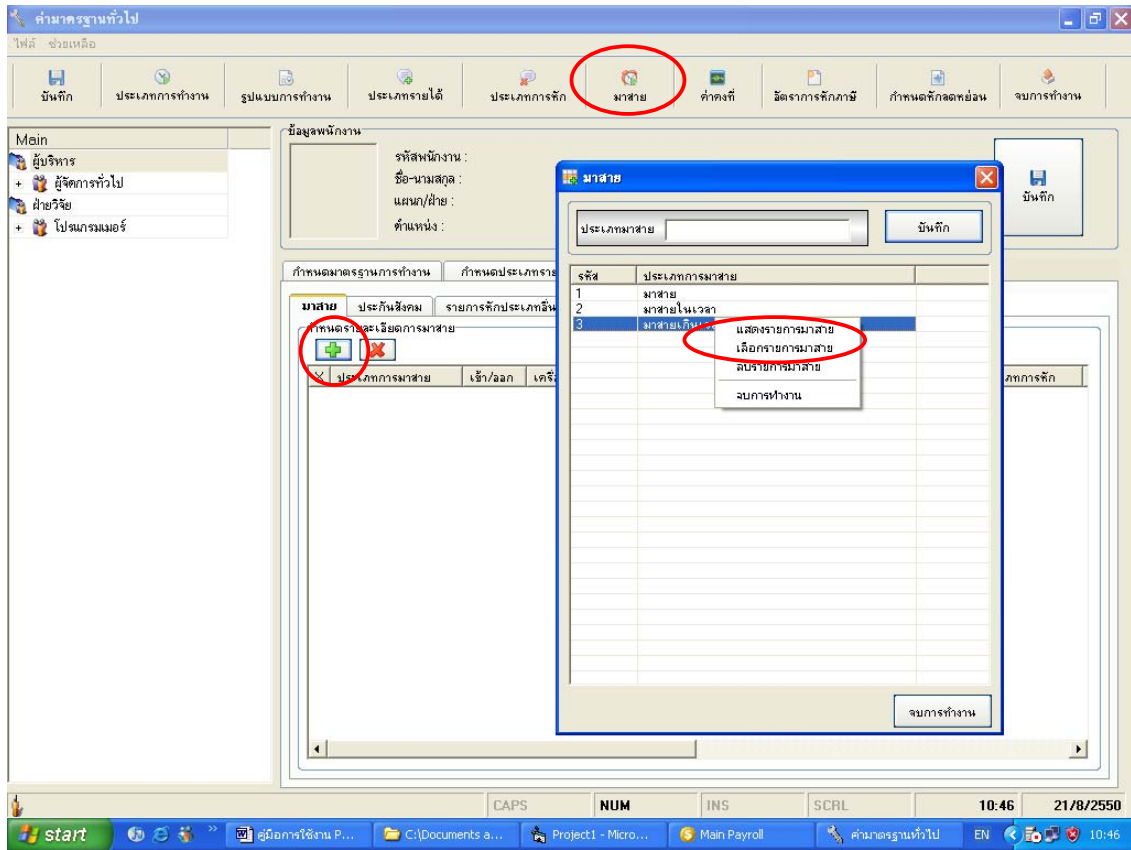 ค่ามาตรฐานทั่วไป
ไฟล์ ช่วยเหลือ
บันทึก ประเภทการทำงาน รูปแบบการทำงาน ประเภทรายได้ ประเภทการหัก มาสาย ค่าคงที่ อัตราการหักภาษี กำหนดหักลดหย่อน จบการทำงาน
Main
ผู้บริหาร
+ ผู้จัดการทั่วไป
ฝ่ายวิจัย
+ โปรแกรมเมอร์
ข้อมูลพนักงาน
รหัสพนักงาน :
ชื่อ-นามสกุล :
แผนก/ฝ่าย :
ตำแหน่ง :
บันทึก
กำหนดมาตรฐานการทำงาน กำหนดประเภทราย
มาสาย ประกันสังคม รายการหักประเภทอื่น
กำหนดรายละเอียดการมาสาย
X ประเภทการมาสาย เข้า/ออก เครื่
ภทการหัก
มาสาย
ประเภทมาสาย บันทึก
รหัส ประเภทการมาสาย
1 มาสาย
2 มาสายในเวลา
3 มาสายเกินเว
แสดงรายการมาสาย
เลือกรายการมาสาย
ลบรายการมาสาย
จบการทำงาน
จบการทำงาน
CAPS NUM INS SCRL 10:46 21/8/2550
start คู่มือการใช้งาน P... C:\Documents a... Project1 - Micro... Main Payroll ค่ามาตรฐานทั่วไป EN 10:46